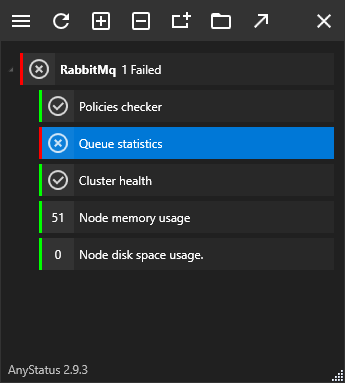 RabbitMq 1 Failed
Policies checker
Queue statistics
Cluster health
51 Node memory usage
0 Node disk space usage.
AnyStatus 2.9.3